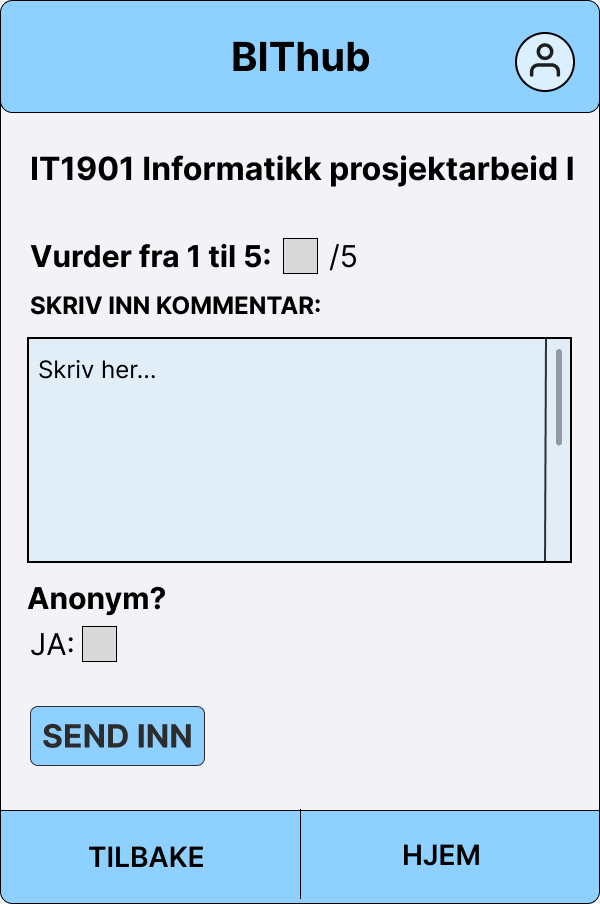 BIThub
IT1901 Informatikk prosjektarbeid I
Vurder fra 1 til 5: /5
SKRIV INN KOMMENTAR:
Skriv her...
Anonym?
JA:
SEND INN
TILBAKE
HJEM